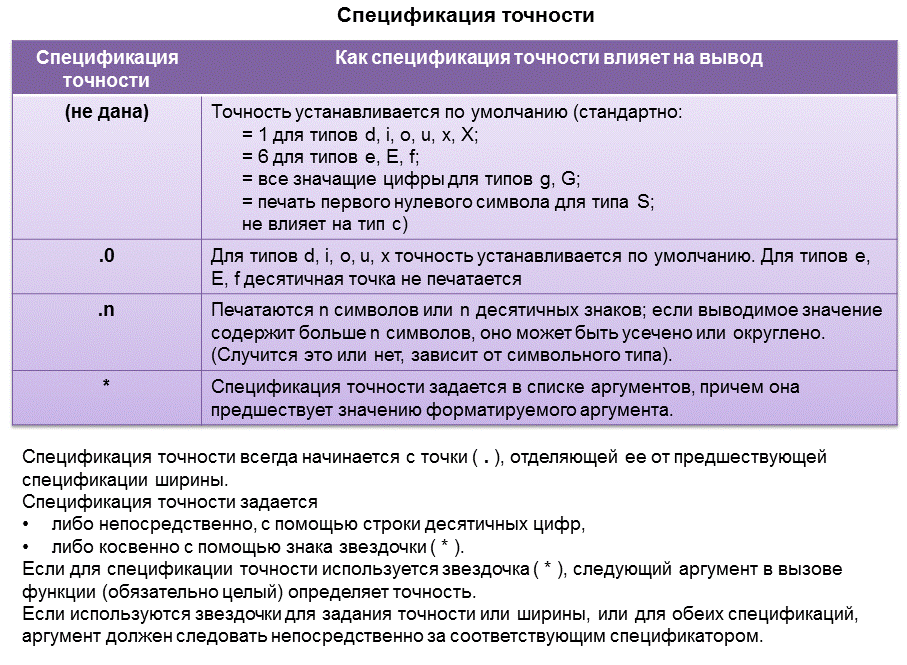 Спецификация точности
Спецификация
точности
Как спецификация точности влияет на вывод
(не дана)
Точность устанавливается по умолчанию (стандартно:
= 1 для типов d, i, o, u, x, X;
= 6 для типов e, E, f;
= все значащие цифры для типов g, G;
= печать первого нулевого символа для типа S;
не влияет на тип c)
.0
Для типов d, i, o, u, x точность устанавливается по умолчанию. Для типов e,
E, f десятичная точка не печатается
.n
Печатаются n символов или n десятичных знаков; если выводимое значение
содержит больше n символов, оно может быть усечено или округлено.
(Случится это или нет, зависит от символьного типа).
*
Спецификация точности задается в списке аргументов, причем она
предшествует значению форматируемого аргумента.
Спецификация точности всегда начинается с точки ( . ), отделяющей ее от предшествующей
спецификации ширины.
Спецификация точности задается
• либо непосредственно, с помощью строки десятичных цифр,
• либо косвенно с помощью знака звездочки ( * ).
Если для спецификации точности используется звездочка ( * ), следующий аргумент в вызове
функции (обязательно целый) определяет точность.
Если используются звездочки для задания точности или ширины, или для обеих спецификаций,
аргумент должен следовать непосредственно за соответствующим спецификатором.